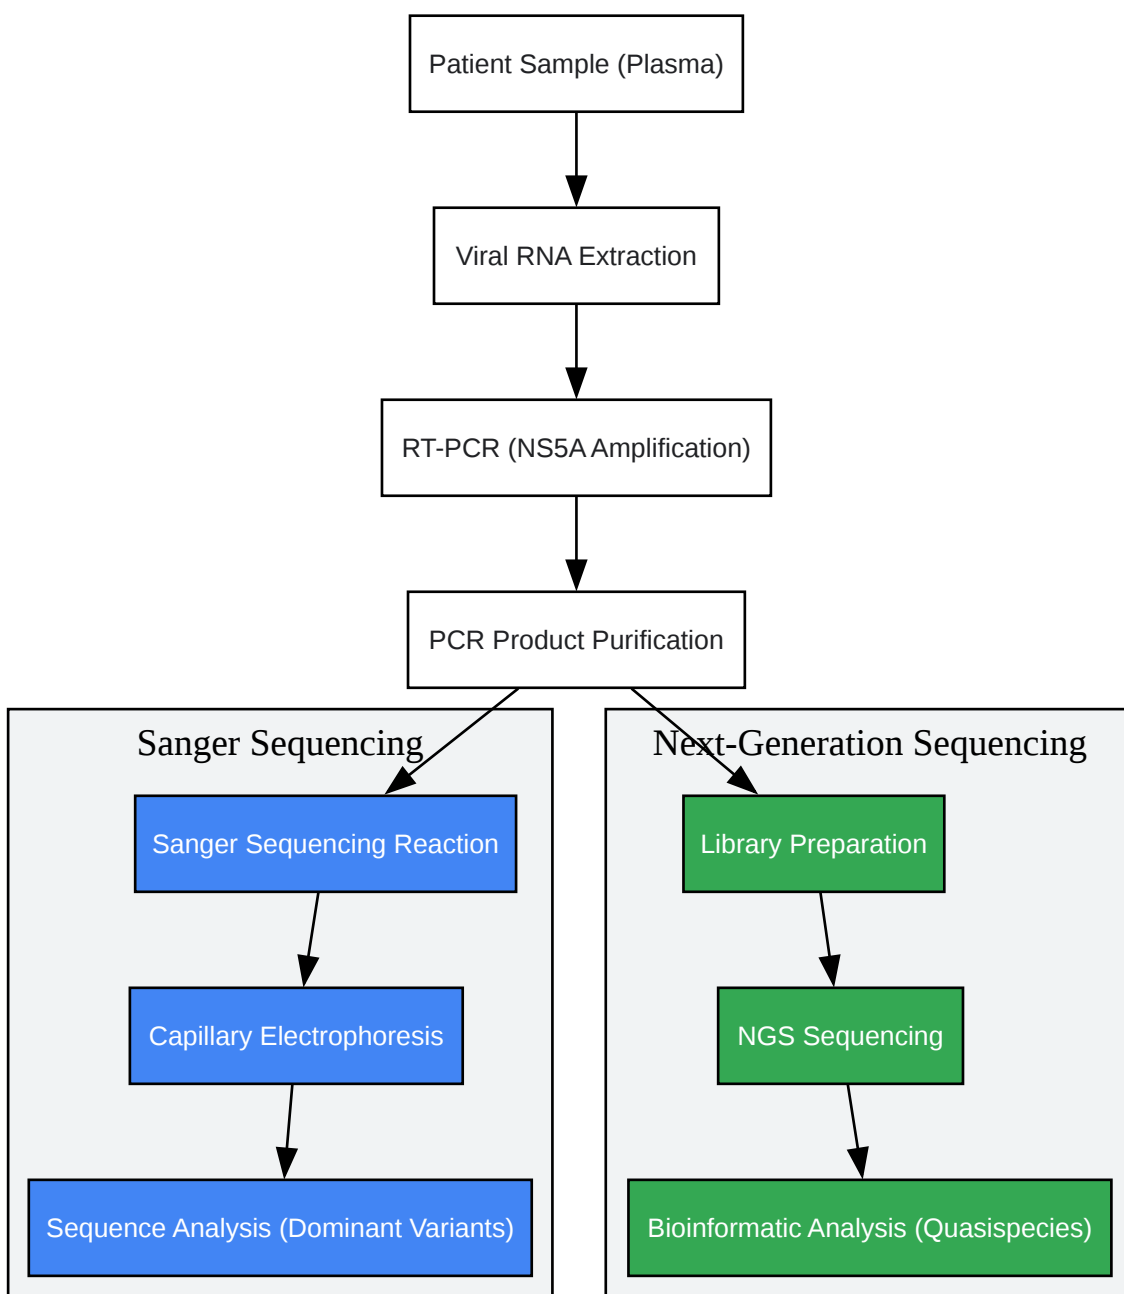 Patient Sample (Plasma)
Viral RNA Extraction
RT-PCR (NS5A Amplification)
PCR Product Purification
Sanger Sequencing
Sanger Sequencing Reaction
Capillary Electrophoresis
Sequence Analysis (Dominant Variants)
Next-Generation Sequencing
Library Preparation
NGS Sequencing
Bioinformatic Analysis (Quasispecies)